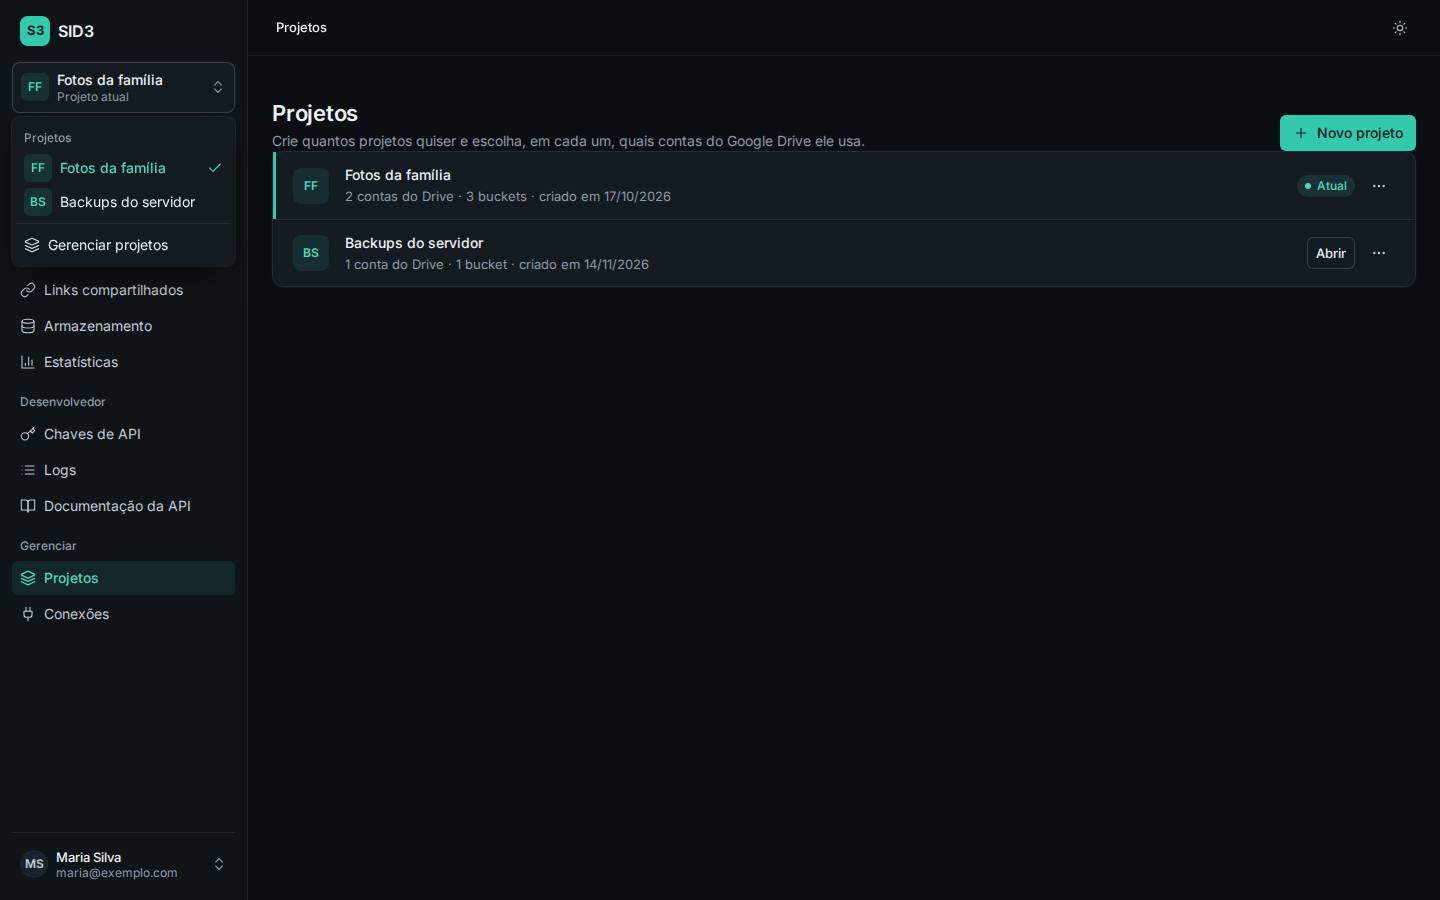 S3 SID3
FF Fotos da família
Projeto atual
Projetos
FF Fotos da família
BS Backups do servidor
Gerenciar projetos
Links compartilhados
Armazenamento
Estatísticas
Desenvolvedor
Chaves de API
Logs
Documentação da API
Gerenciar
Projetos
Conexões
MS Maria Silva
maria@exemplo.com
Projetos
Projetos
Crie quantos projetos quiser e escolha, em cada um, quais contas do Google Drive ele usa.
Novo projeto
FF Fotos da família
2 contas do Drive · 3 buckets · criado em 17/10/2026
Atual
BS Backups do servidor
1 conta do Drive · 1 bucket · criado em 14/11/2026
Abrir